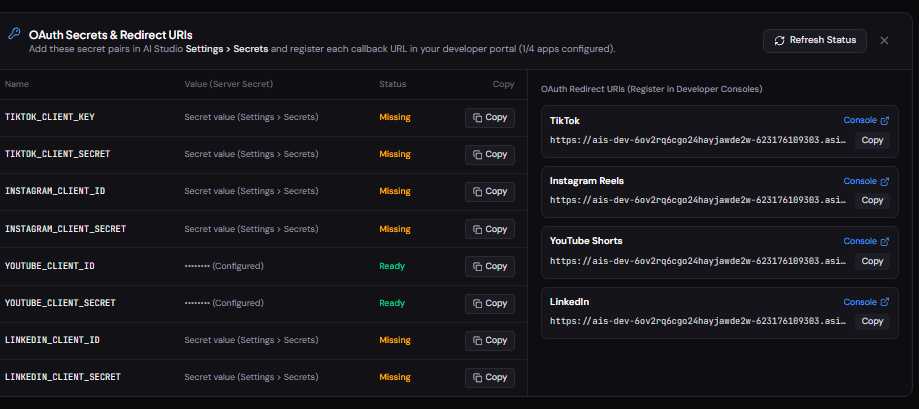 OAuth Secrets & Redirect URIs
Add these secret pairs in AI Studio Settings > Secrets and register each callback URL in your developer portal (1/4 apps configured).
Refresh Status
Name Value (Server Secret) Status Copy
TIKTOK_CLIENT_KEY Secret value (Settings > Secrets) Missing Copy
TIKTOK_CLIENT_SECRET Secret value (Settings > Secrets) Missing Copy
INSTAGRAM_CLIENT_ID Secret value (Settings > Secrets) Missing Copy
INSTAGRAM_CLIENT_SECRET Secret value (Settings > Secrets) Missing Copy
YOUTUBE_CLIENT_ID •••••••• (Configured) Ready Copy
YOUTUBE_CLIENT_SECRET •••••••• (Configured) Ready Copy
LINKEDIN_CLIENT_ID Secret value (Settings > Secrets) Missing Copy
LINKEDIN_CLIENT_SECRET Secret value (Settings > Secrets) Missing Copy
OAuth Redirect URIs (Register in Developer Consoles)
TikTok Console
https://ais-dev-6ov2rq6cgo24hayjawde2w-623176109303.asi… Copy
Instagram Reels Console
https://ais-dev-6ov2rq6cgo24hayjawde2w-623176109303.asi… Copy
YouTube Shorts Console
https://ais-dev-6ov2rq6cgo24hayjawde2w-623176109303.asi… Copy
LinkedIn Console
https://ais-dev-6ov2rq6cgo24hayjawde2w-623176109303.asi… Copy